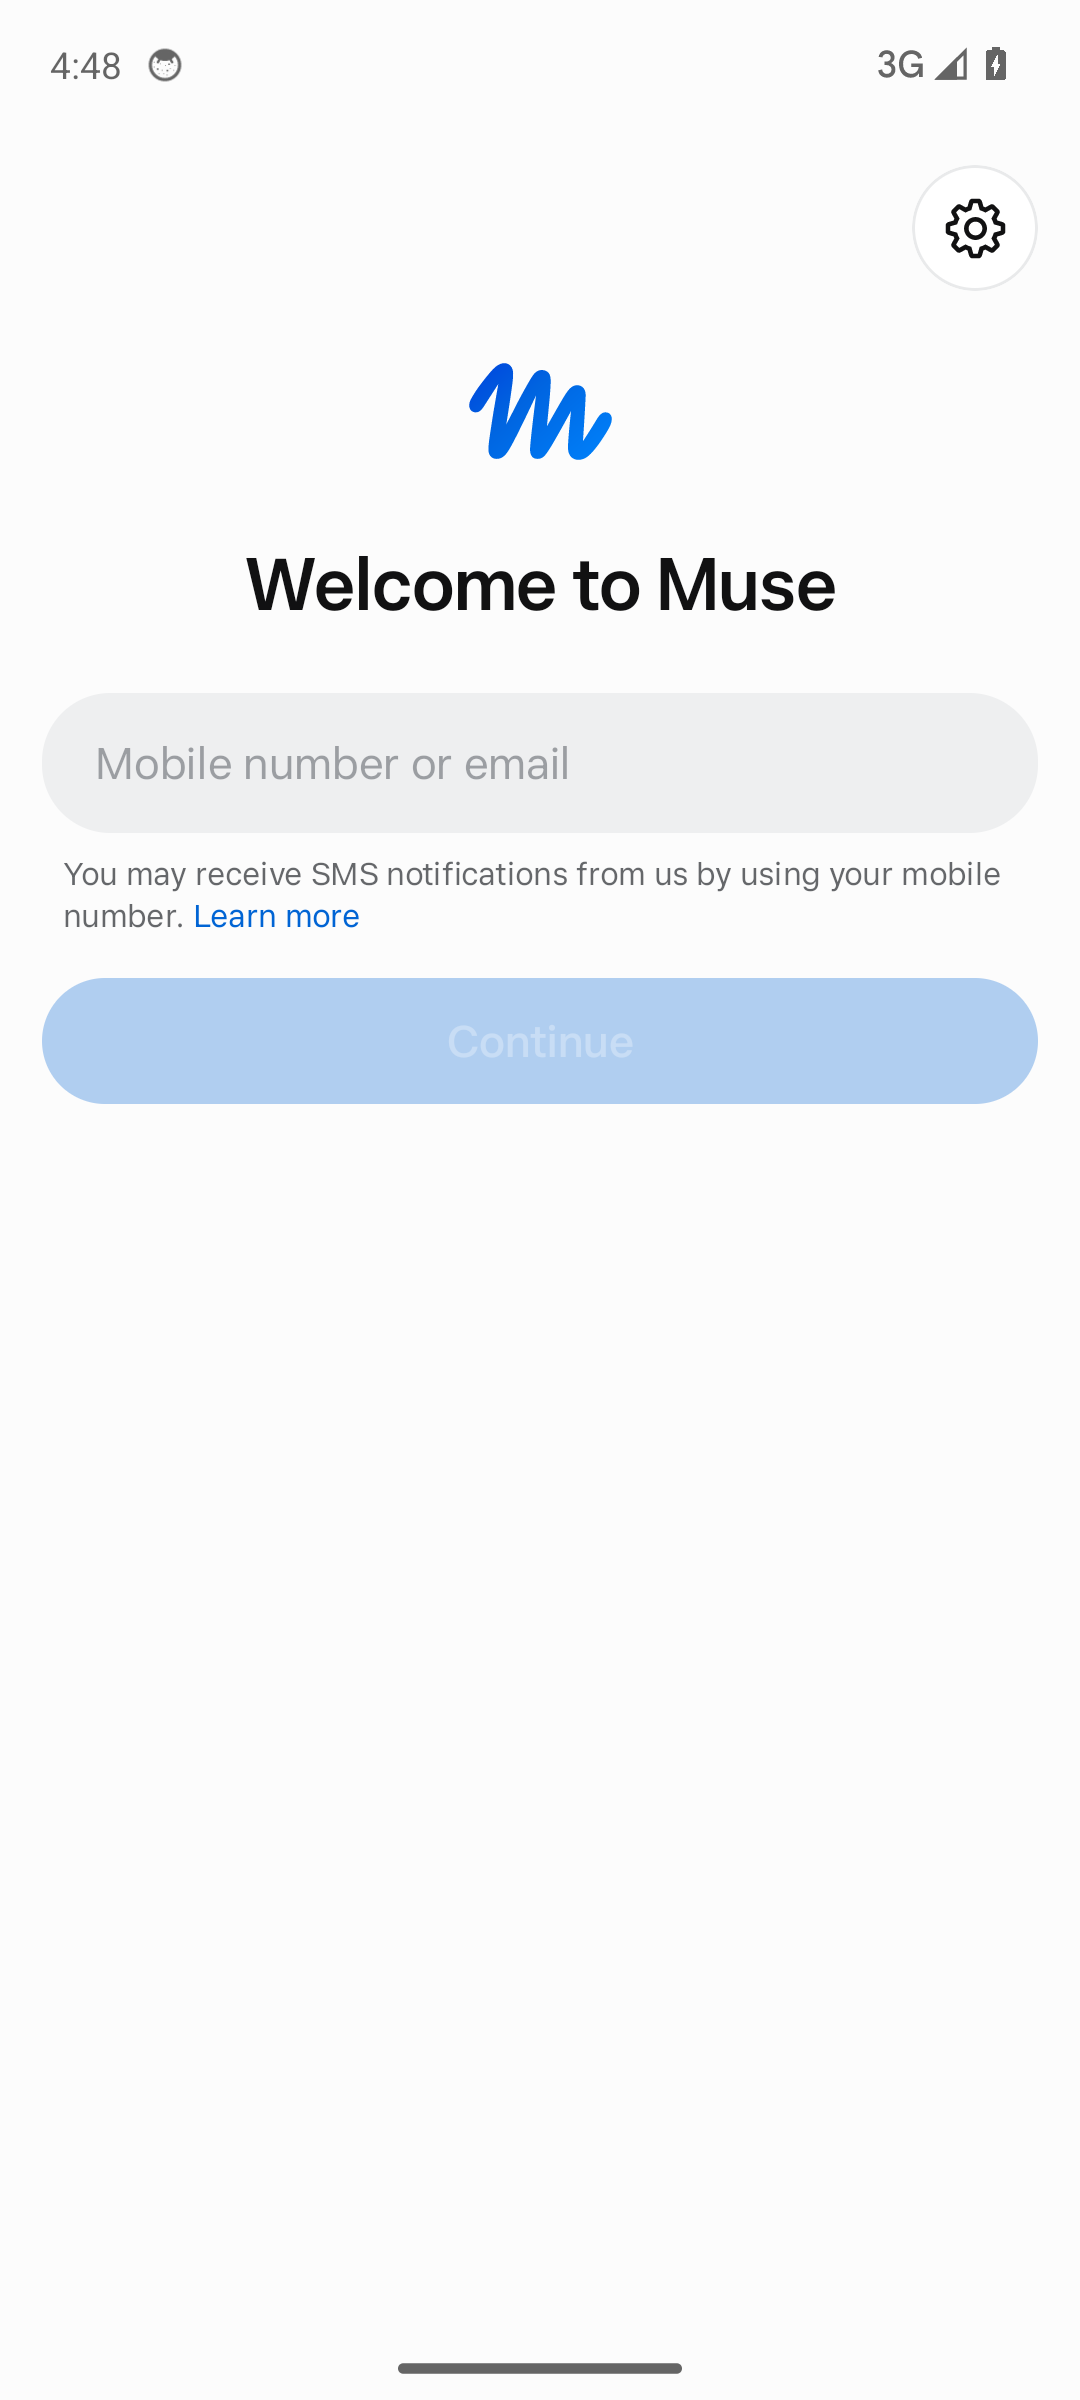 4:48
3G
Welcome to Muse
Mobile number or email
You may receive SMS notifications from us by using your mobile
number. Learn more
Continue